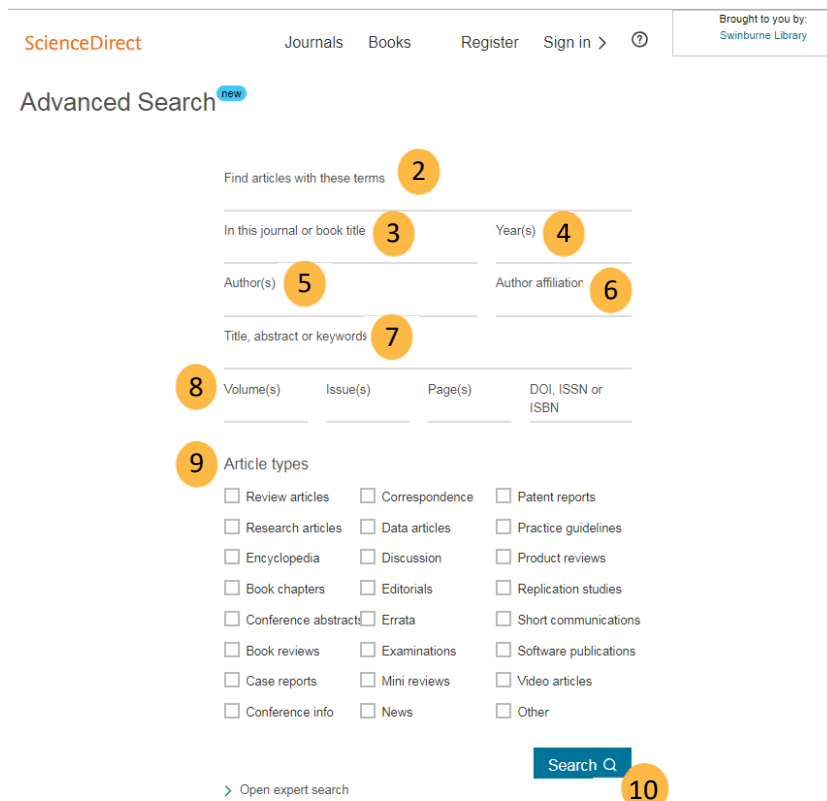 Brought to you by:
ScienceDirect Journals Books Register Sign in > ?
Swinburne Library
Advanced Search new
Find articles with these terms 2
In this journal or book title 3 Year(s) 4
Author(s) 5 Author affiliation 6
Title, abstract or keywords 7
8 Volume(s) Issue(s) Page(s) DOI, ISSN or
ISBN
9 Article types
Review articles Correspondence Patent reports
Research articles Data articles Practice guidelines
Encyclopedia Discussion Product reviews
Book chapters Editorials Replication studies
Conference abstracts Errata Short communications
Book reviews Examinations Software publications
Case reports Mini reviews Video articles
Conference info News Other
Search
10
> Open expert search